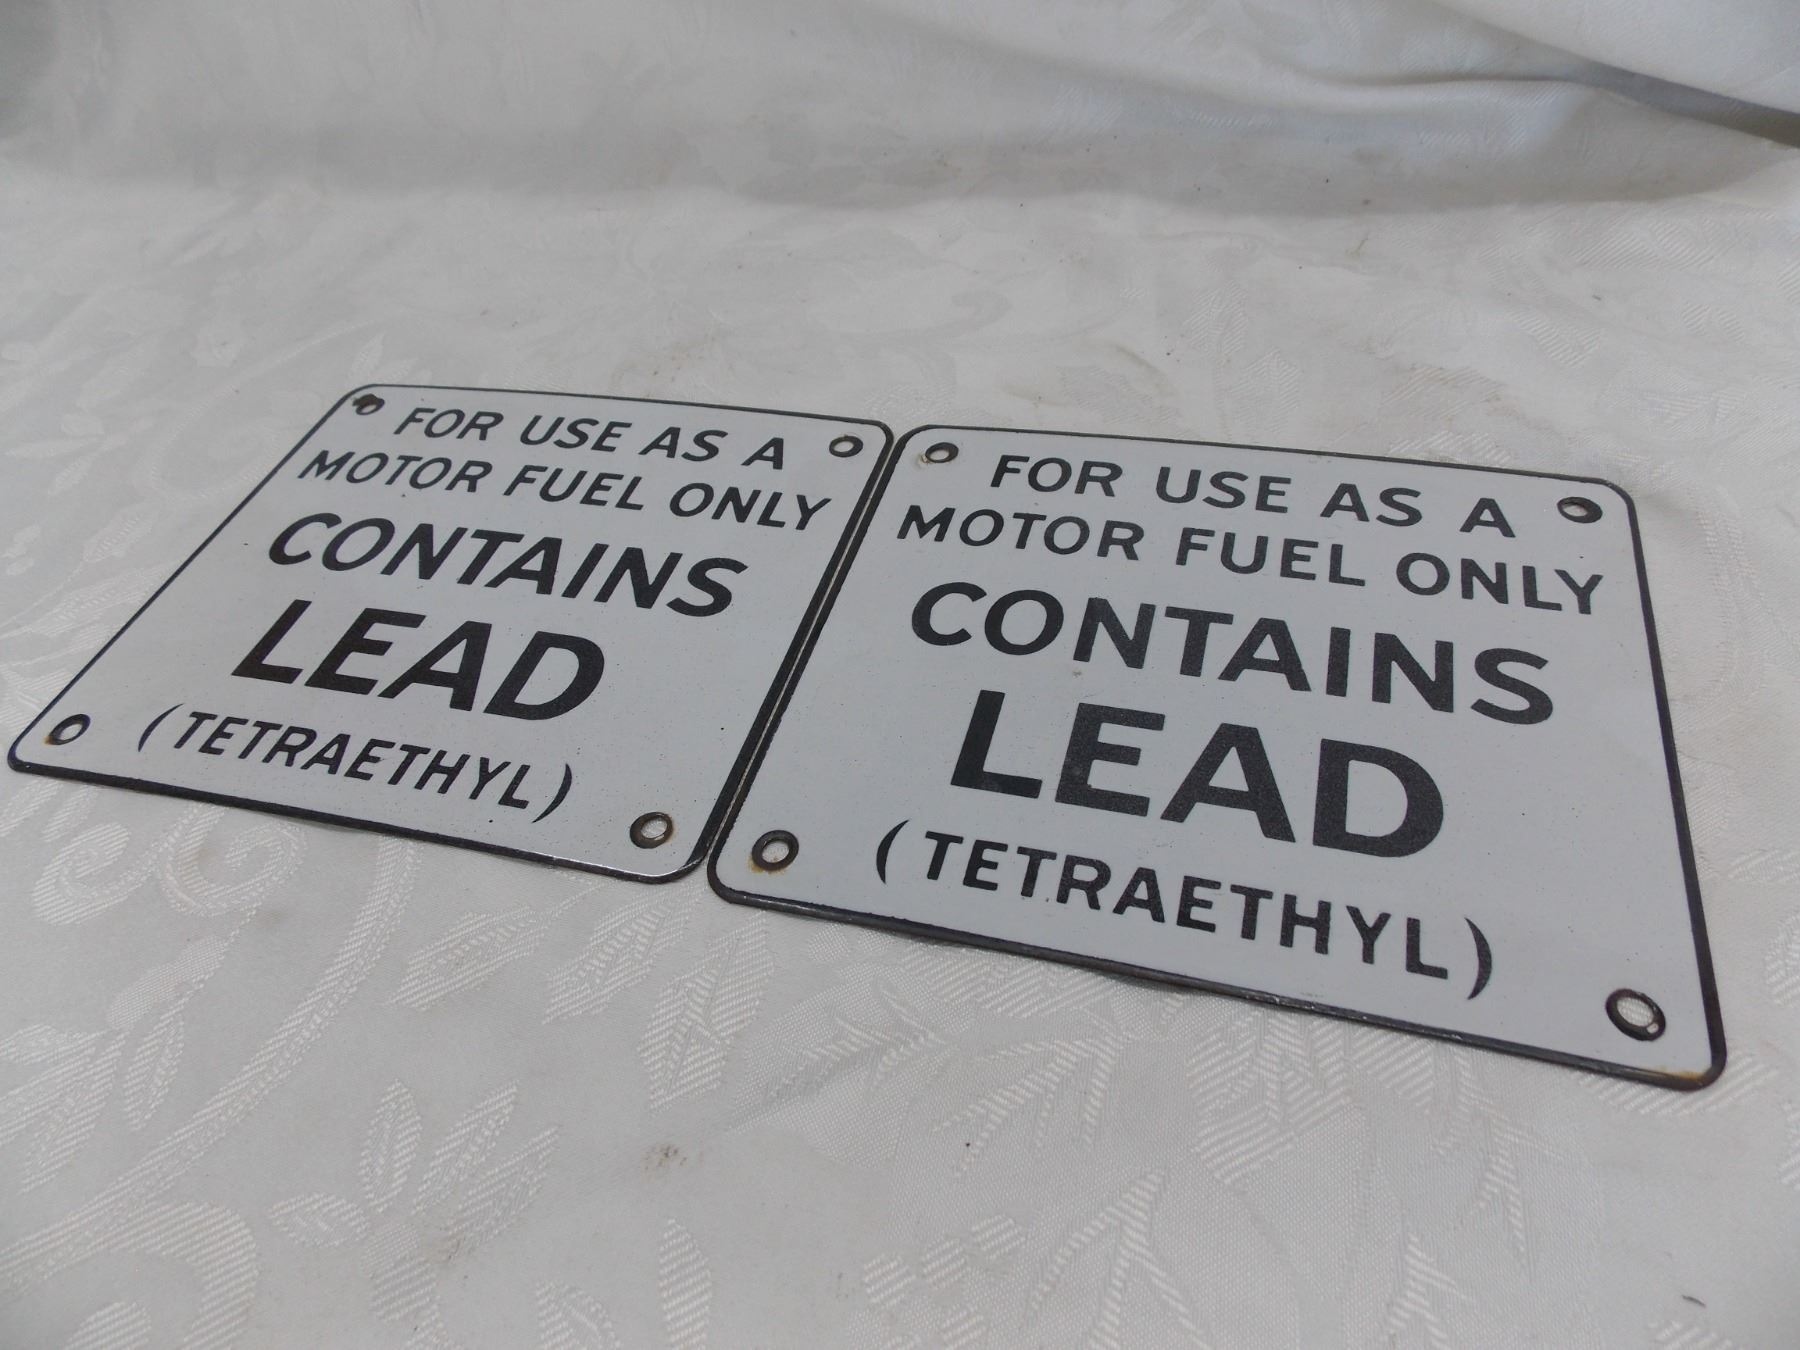 FOR USE AS A
MOTOR FUEL ONLY
CONTAINS
LEAD
(TETRAETHYL)
FOR USE AS A
MOTOR FUEL ONLY
CONTAINS
LEAD
(TETRAETHYL)